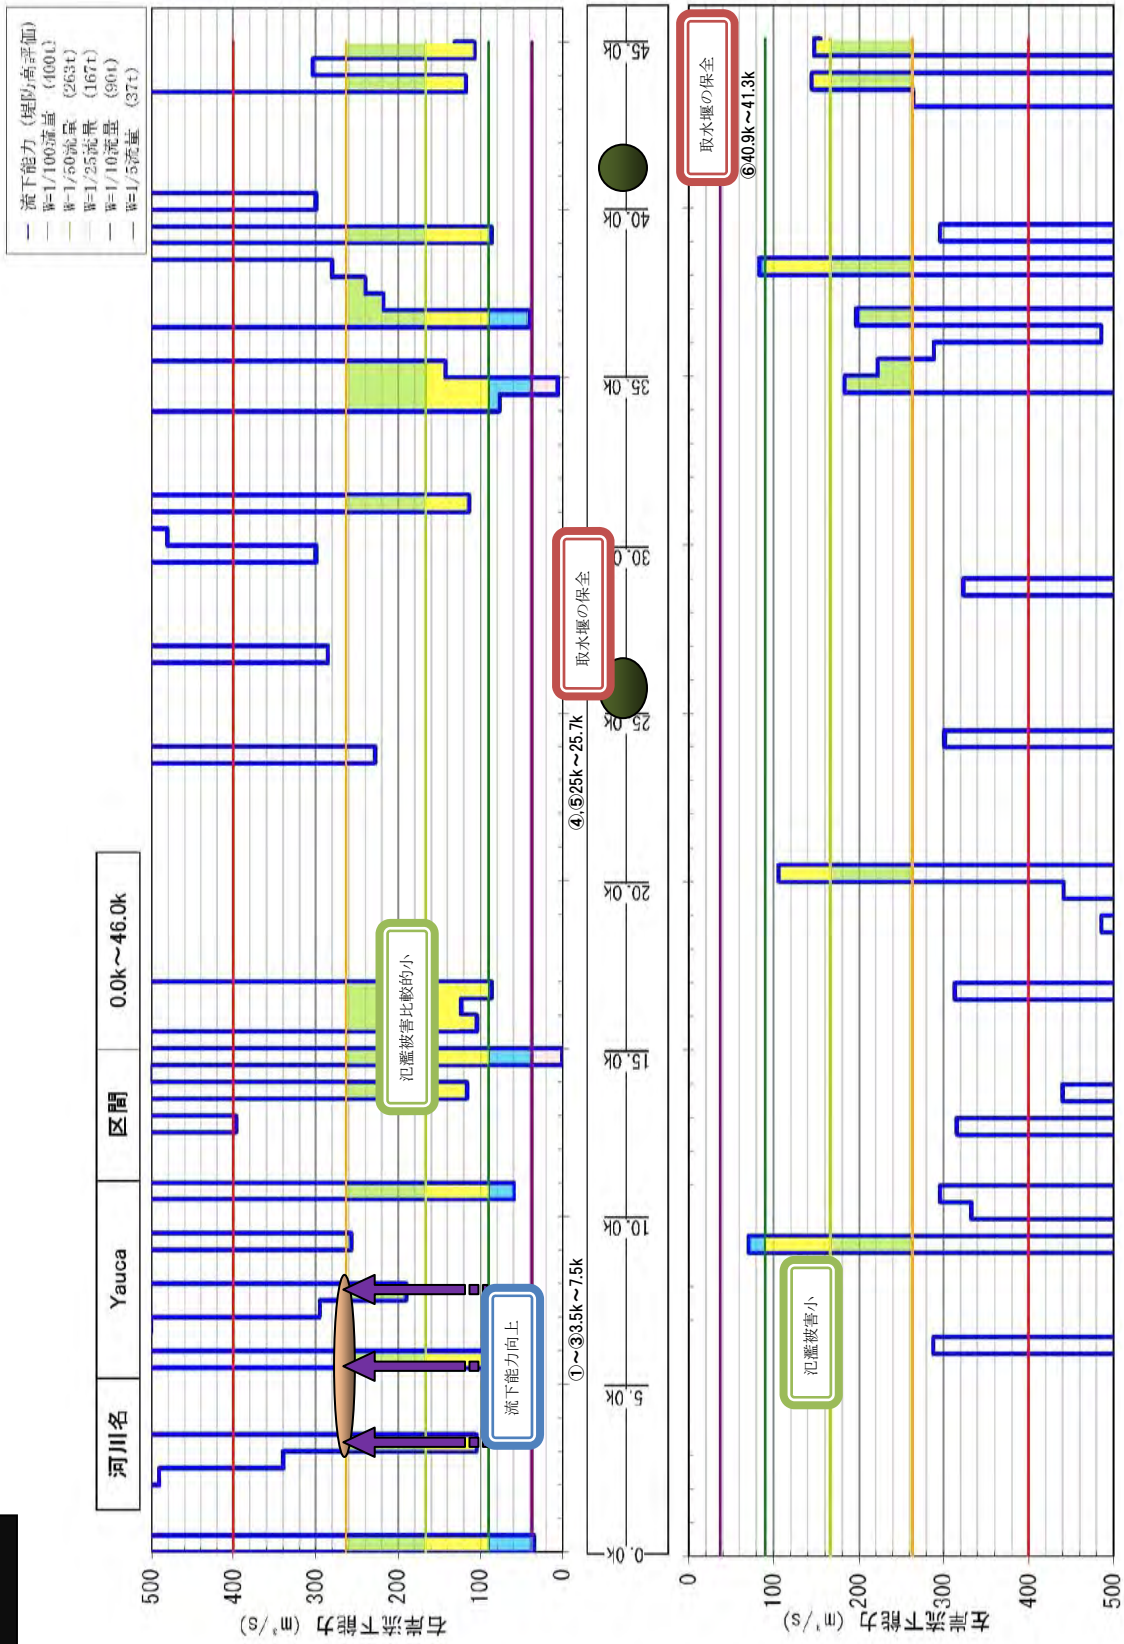 河川名
Yauca
区間
0.0k～46.0k
流下能力（堤防高評価）
W=1/100流量 (400t)
W=1/50流量 (263t)
W=1/25流量 (167t)
W=1/10流量 (90t)
W=1/5流量 (37t)
右岸流下能力 (m³/s)
500
400
300
200
100
0
流下能力向上
氾濫被害比較的小
取水堰の保全
①～③3.5k～7.5k
④,⑤25k～25.7k
0.0k
5.0k
10.0k
15.0k
20.0k
25.0k
30.0
35.0k
40.0k
45.0k
取水堰の保全
⑥40.9k～41.3k
氾濫被害小
左岸流下能力 (m³/s)
0
100
200
300
400
500